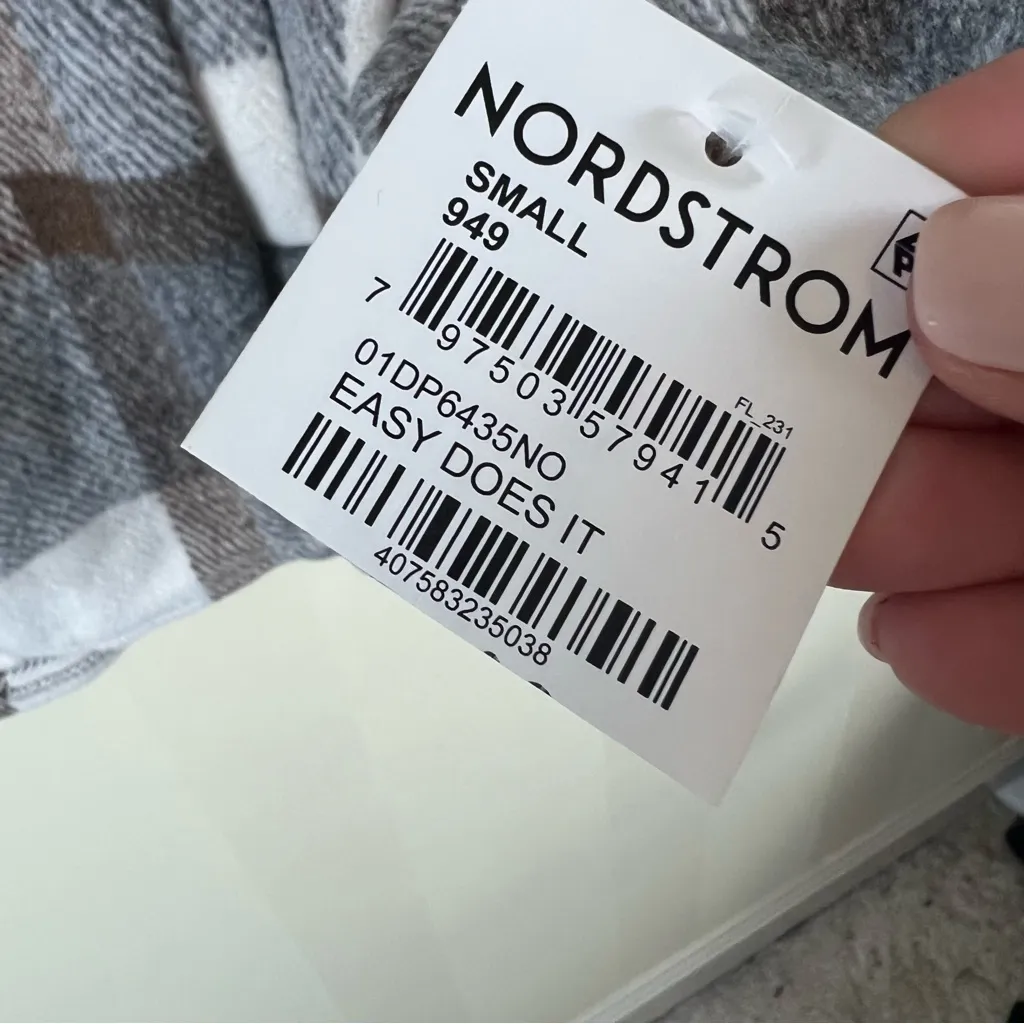 NORDSTROM
SMALL
949
7 97503 57941 5
FL_231
01DP6435NO
EASY DOES IT
407583235038